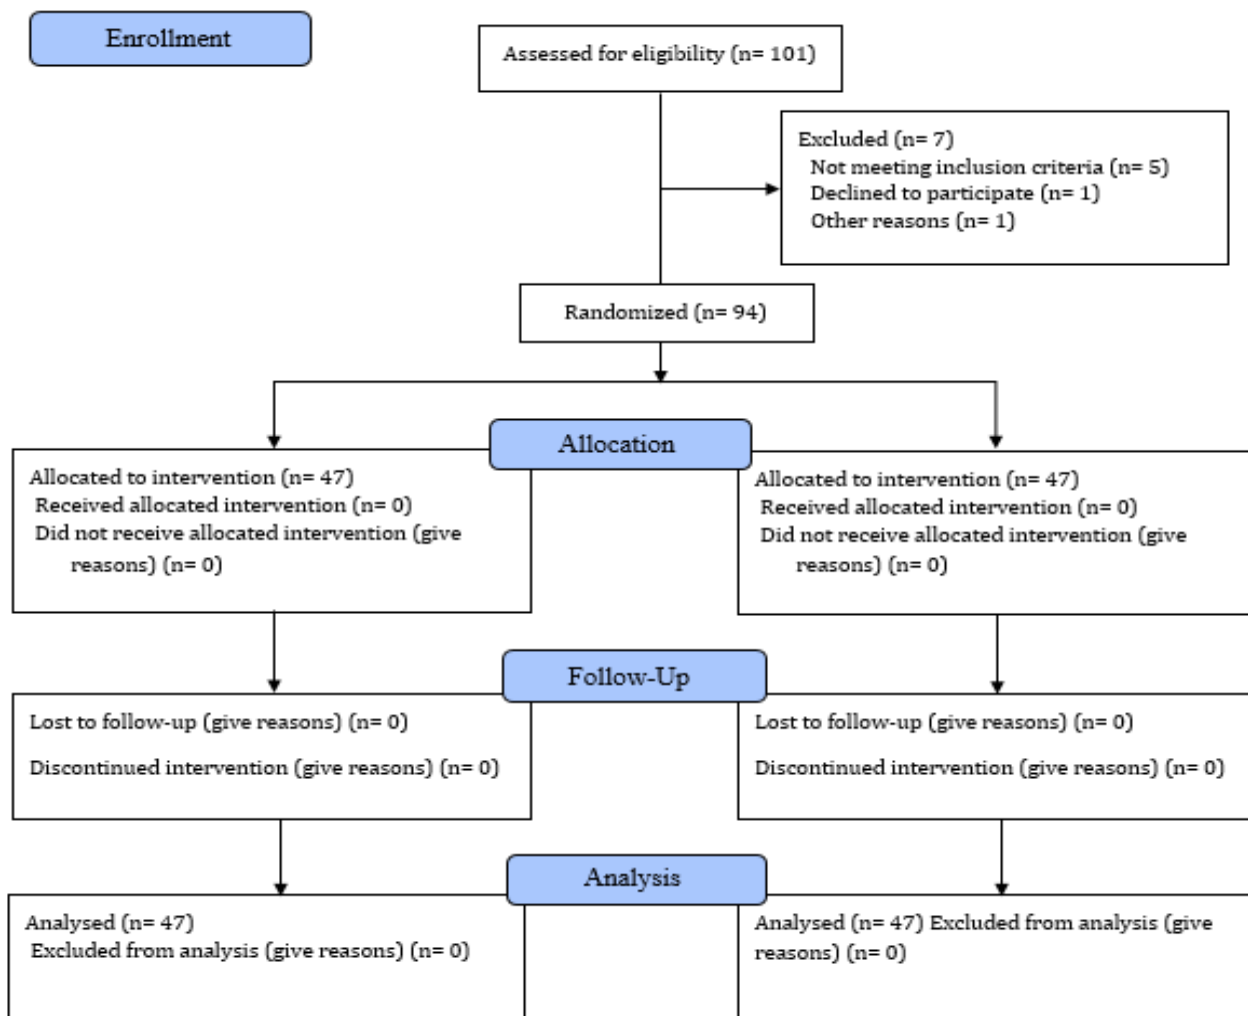 Enrollment
Assessed for eligibility (n= 101)
Excluded (n= 7)
Not meeting inclusion criteria (n= 5)
Declined to participate (n= 1)
Other reasons (n= 1)
Randomized (n= 94)
Allocation
Allocated to intervention (n= 47)
Received allocated intervention (n= 0)
Did not receive allocated intervention (give
reasons) (n= 0)
Allocated to intervention (n= 47)
Received allocated intervention (n= 0)
Did not receive allocated intervention (give
reasons) (n= 0)
Follow-Up
Lost to follow-up (give reasons) (n= 0)
Discontinued intervention (give reasons) (n= 0)
Lost to follow-up (give reasons) (n= 0)
Discontinued intervention (give reasons) (n= 0)
Analysis
Analysed (n= 47)
Excluded from analysis (give reasons) (n= 0)
Analysed (n= 47) Excluded from analysis (give
reasons) (n= 0)